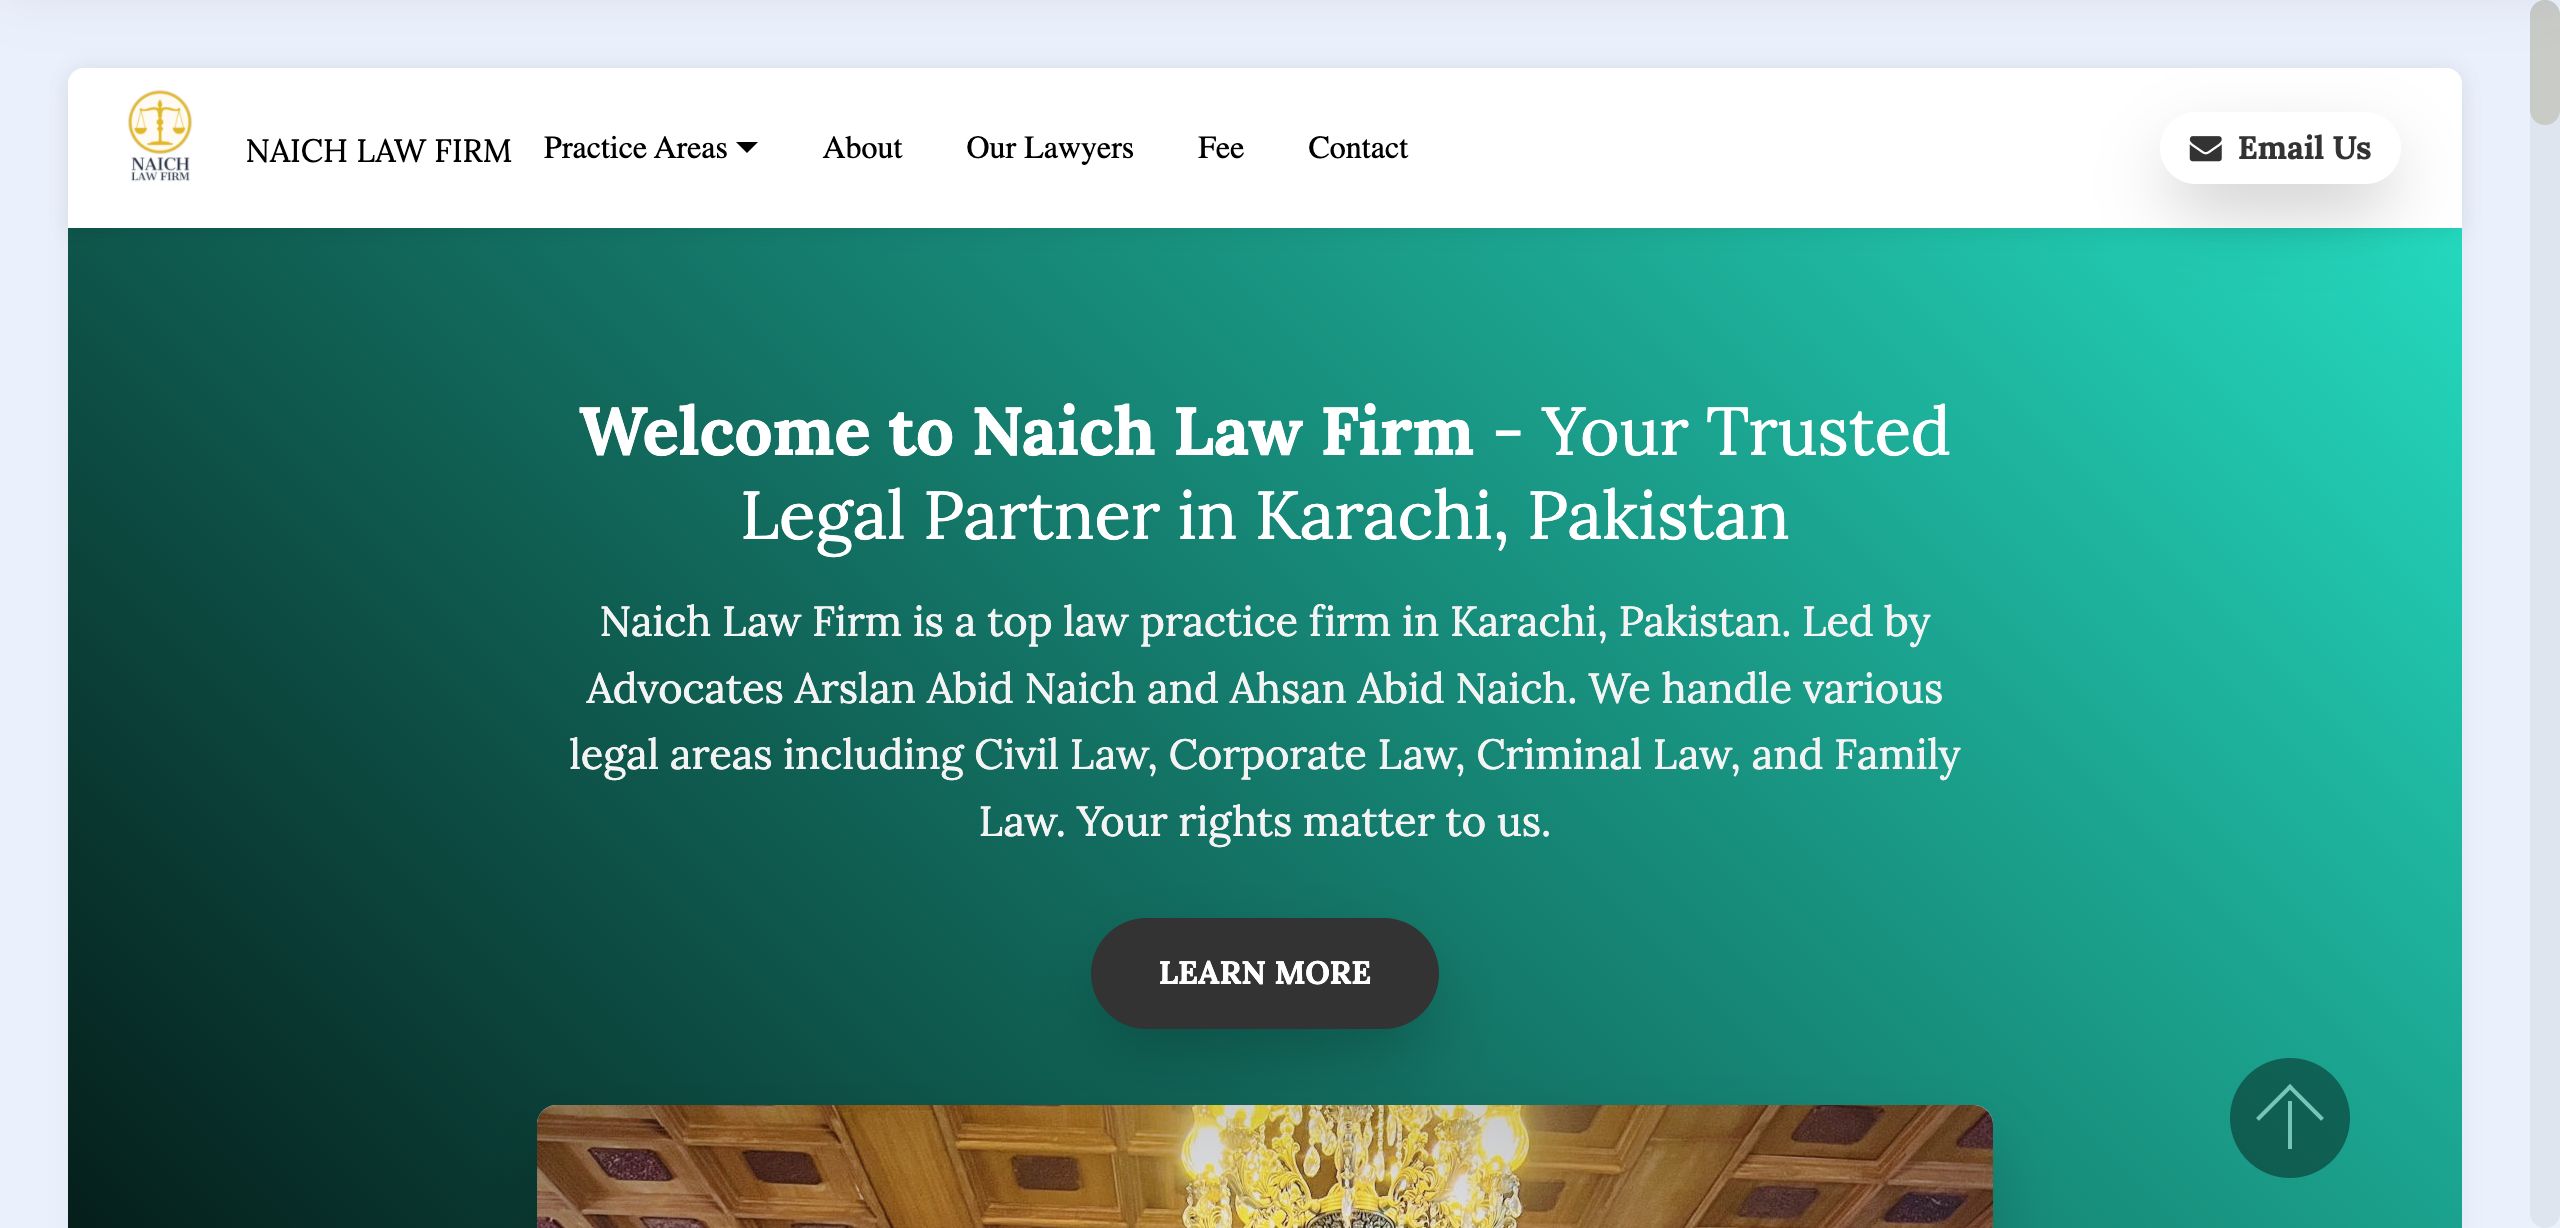 NAICH
LAW FIRM
NAICH LAW FIRM
Practice Areas
About
Our Lawyers
Fee
Contact
Email Us
Welcome to Naich Law Firm - Your Trusted
Legal Partner in Karachi, Pakistan
Naich Law Firm is a top law practice firm in Karachi, Pakistan. Led by
Advocates Arslan Abid Naich and Ahsan Abid Naich. We handle various
legal areas including Civil Law, Corporate Law, Criminal Law, and Family
Law. Your rights matter to us.
LEARN MORE